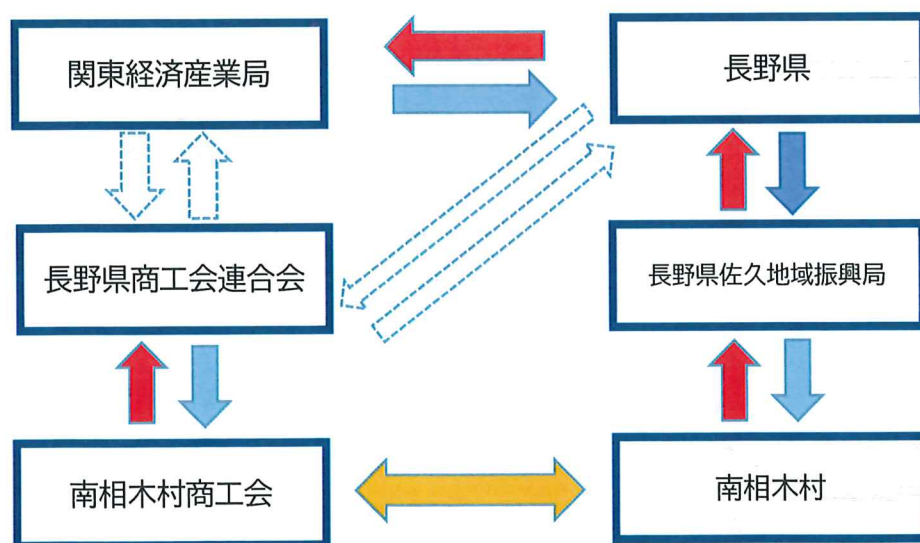 関東経済産業局
長野県
長野県商工会連合会
長野県佐久地域振興局
南相木村商工会
南相木村